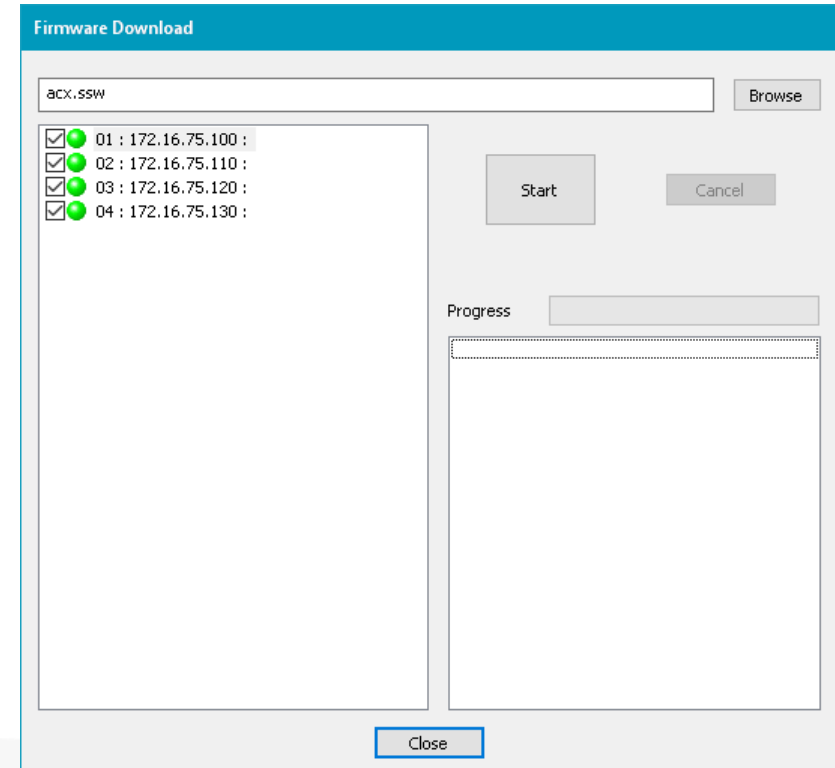 Firmware Download
acx.ssw
Browse
01 : 172.16.75.100 :
02 : 172.16.75.110 :
03 : 172.16.75.120 :
04 : 172.16.75.130 :
Start
Cancel
Progress
Close